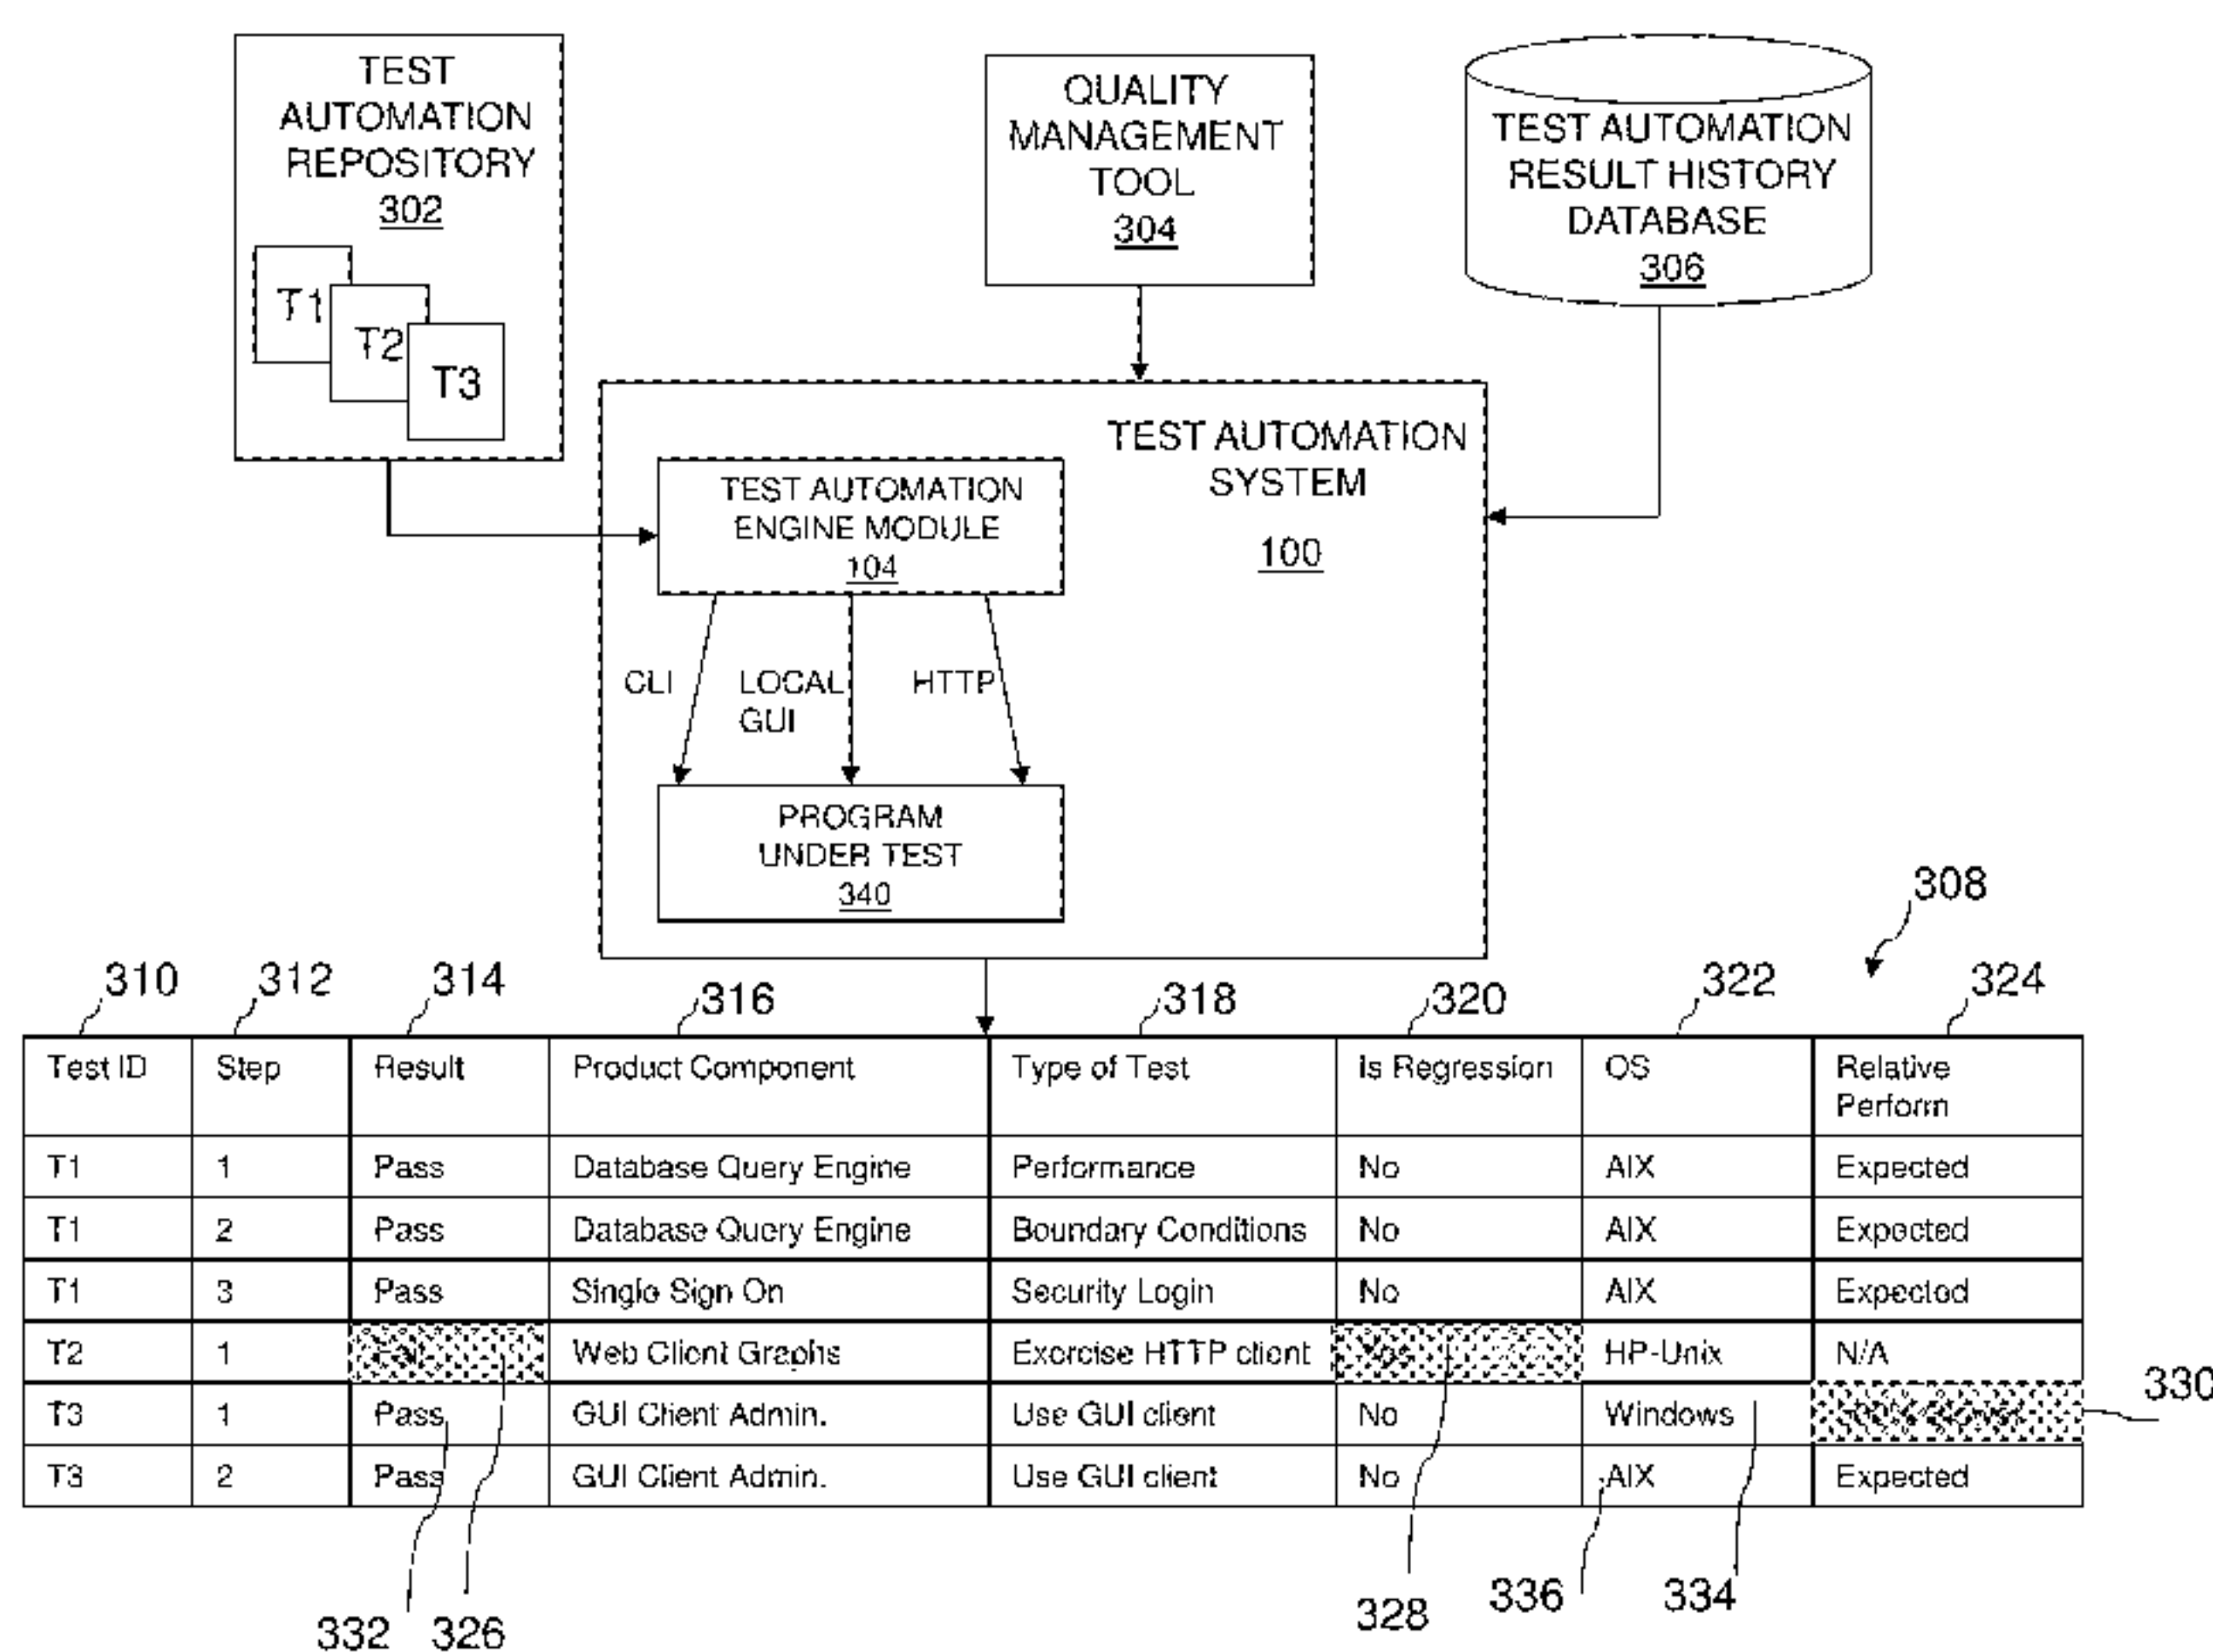 TEST
AUTOMATION
REPOSITORY
302
T1
T2
T3
QUALITY
MANAGEMENT
TOOL
304
TEST AUTOMATION
RESULT HISTORY
DATABASE
306
TEST AUTOMATION
SYSTEM
100
TEST AUTOMATION
ENGINE MODULE
104
CLI
LOCAL
GUI
HTTP
PROGRAM
UNDER TEST
340
308
310 312 314 316 318 320 322 324
Test ID Step Result Product Component Type of Test Is Regression OS Relative
Perform
T1 1 Pass Database Query Engine Performance No AIX Expected
T1 2 Pass Database Query Engine Boundary Conditions No AIX Expected
T1 3 Pass Single Sign On Security Login No AIX Expected
T2 1 Web Client Graphs Exercise HTTP client HP-Unix N/A
330
T3 1 Pass GUI Client Admin. Use GUI client No Windows
T3 2 Pass GUI Client Admin. Use GUI client No AIX Expected
332 326 328 336 334